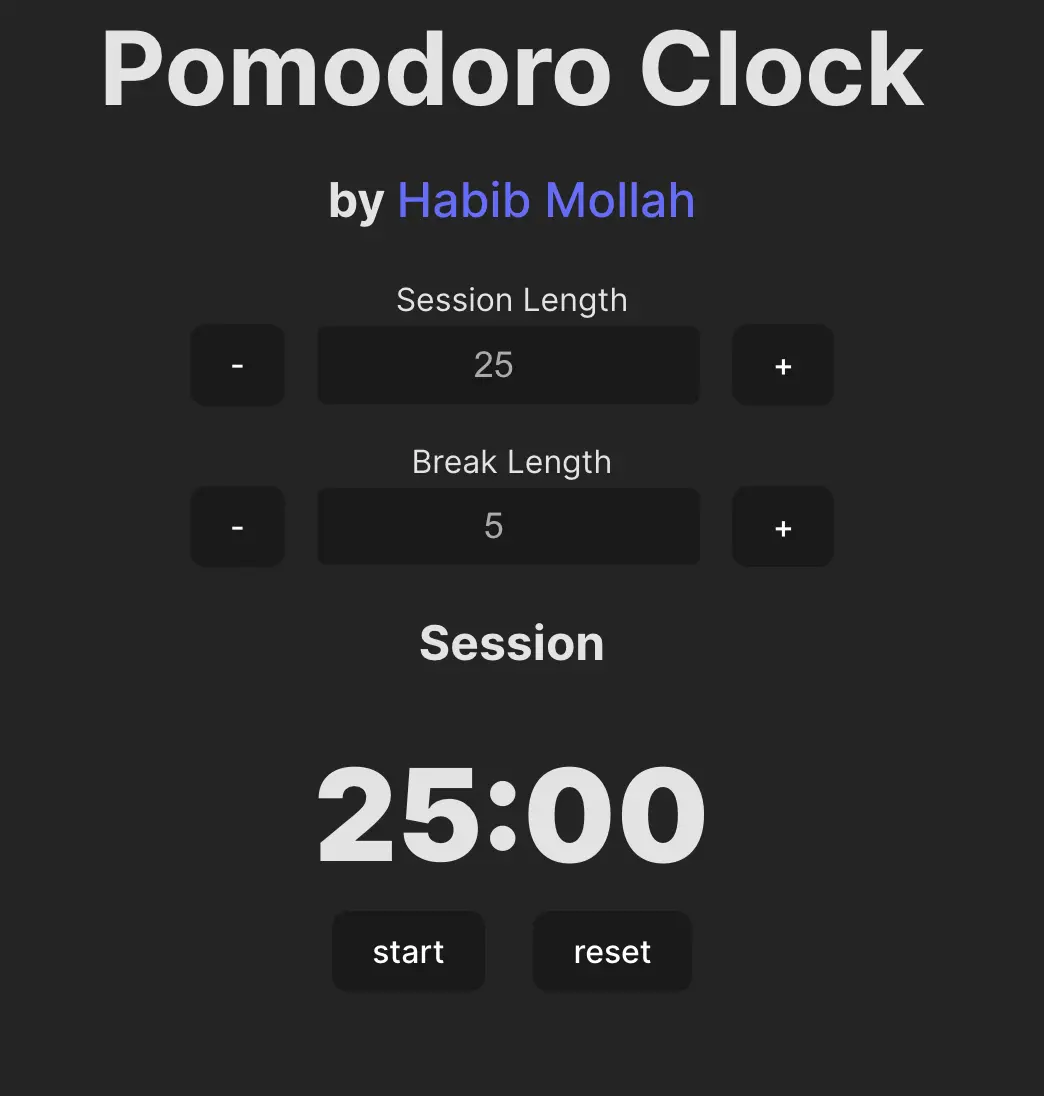 Pomodoro Clock
by Habib Mollah
Session Length
- 25 +
Break Length
- 5 +
Session
25:00
start reset